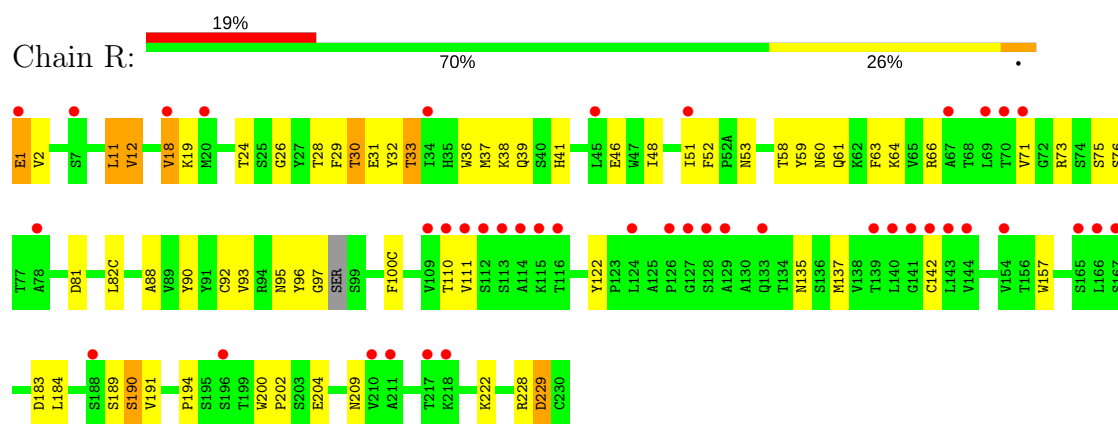 19%
Chain R:
70% 26% •
E1 V2 S7 L11 V12 V18 K19 M20 T24 S25 G26 Y27 T28 F29 T30 E31 Y32 T33 I34 H35 W36 M37 K38 Q39 S40 H41 L45 E46 W47 I48 I51 F52 P52A N53 T58 Y59 N60 Q61 K62 F63 K64 V65 R66 A67 T68 L69 T70 V71 G72 R73 S74 S75 S76
T77 A78 D81 L82C A88 V89 Y90 Y91 C92 V93 R94 N95 Y96 G97 SER S99 F100C V109 T110 V111 S112 S113 A114 K115 T116 Y122 P123 L124 A125 P126 G127 S128 A129 A130 Q133 T134 N135 S136 M137 V138 T139 L140 G141 C142 L143 V144 V154 T156 W157 S165 L166 S167
D183 L184 S188 S189 S190 V191 P194 S195 S196 T199 W200 P202 S203 E204 N209 V210 A211 T217 K218 K222 R228 D229 C230